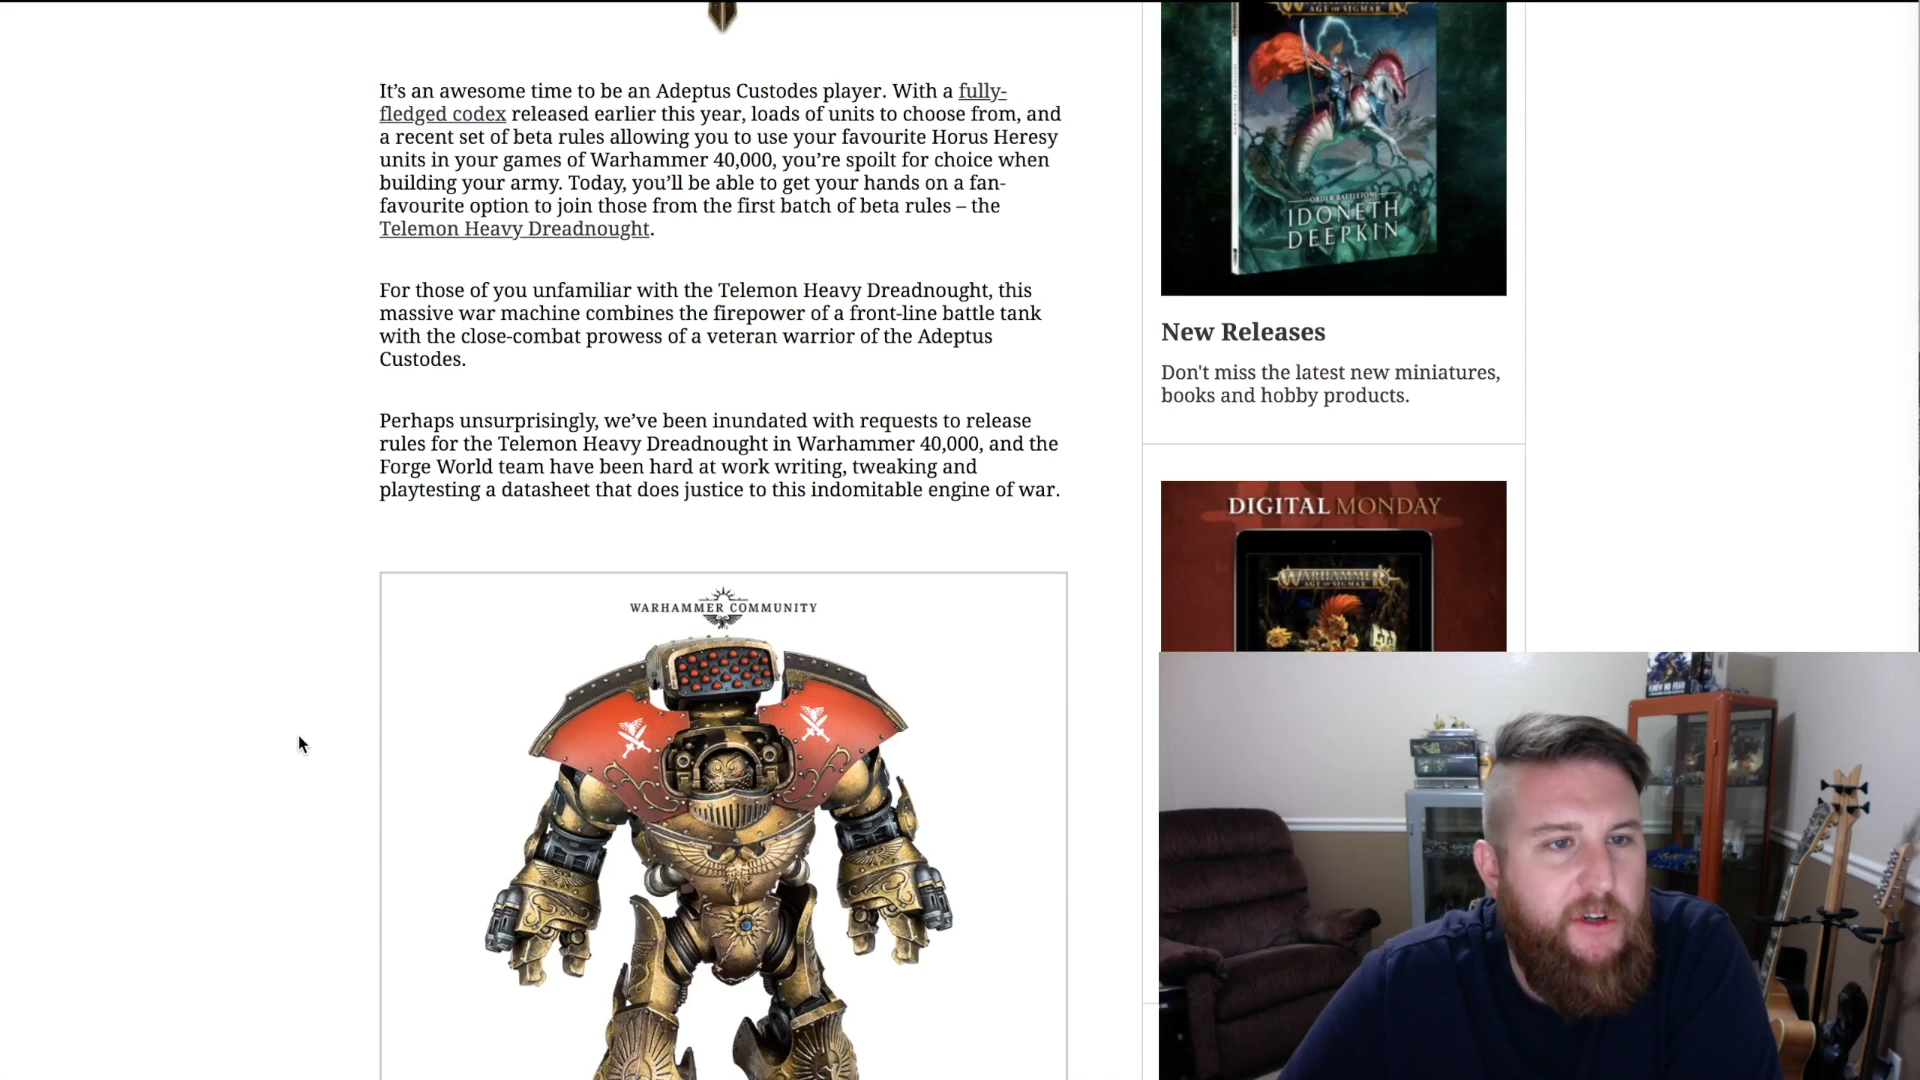 It’s an awesome time to be an Adeptus Custodes player. With a fully-
fledged codex released earlier this year, loads of units to choose from, and
a recent set of beta rules allowing you to use your favourite Horus Heresy
units in your games of Warhammer 40,000, you’re spoilt for choice when
building your army. Today, you’ll be able to get your hands on a fan-
favourite option to join those from the first batch of beta rules – the
Telemon Heavy Dreadnought.
For those of you unfamiliar with the Telemon Heavy Dreadnought, this
massive war machine combines the firepower of a front-line battle tank
with the close-combat prowess of a veteran warrior of the Adeptus
Custodes.
Perhaps unsurprisingly, we’ve been inundated with requests to release
rules for the Telemon Heavy Dreadnought in Warhammer 40,000, and the
Forge World team have been hard at work writing, tweaking and
playtesting a datasheet that does justice to this indomitable engine of war.
WARHAMMER COMMUNITY
AGE OF SIGMAR
ORDER BATTLETOME
IDONETH
DEEPKIN
New Releases
Don't miss the latest new miniatures,
books and hobby products.
DIGITAL MONDAY
WARHAMMER
AGE OF SIGMAR